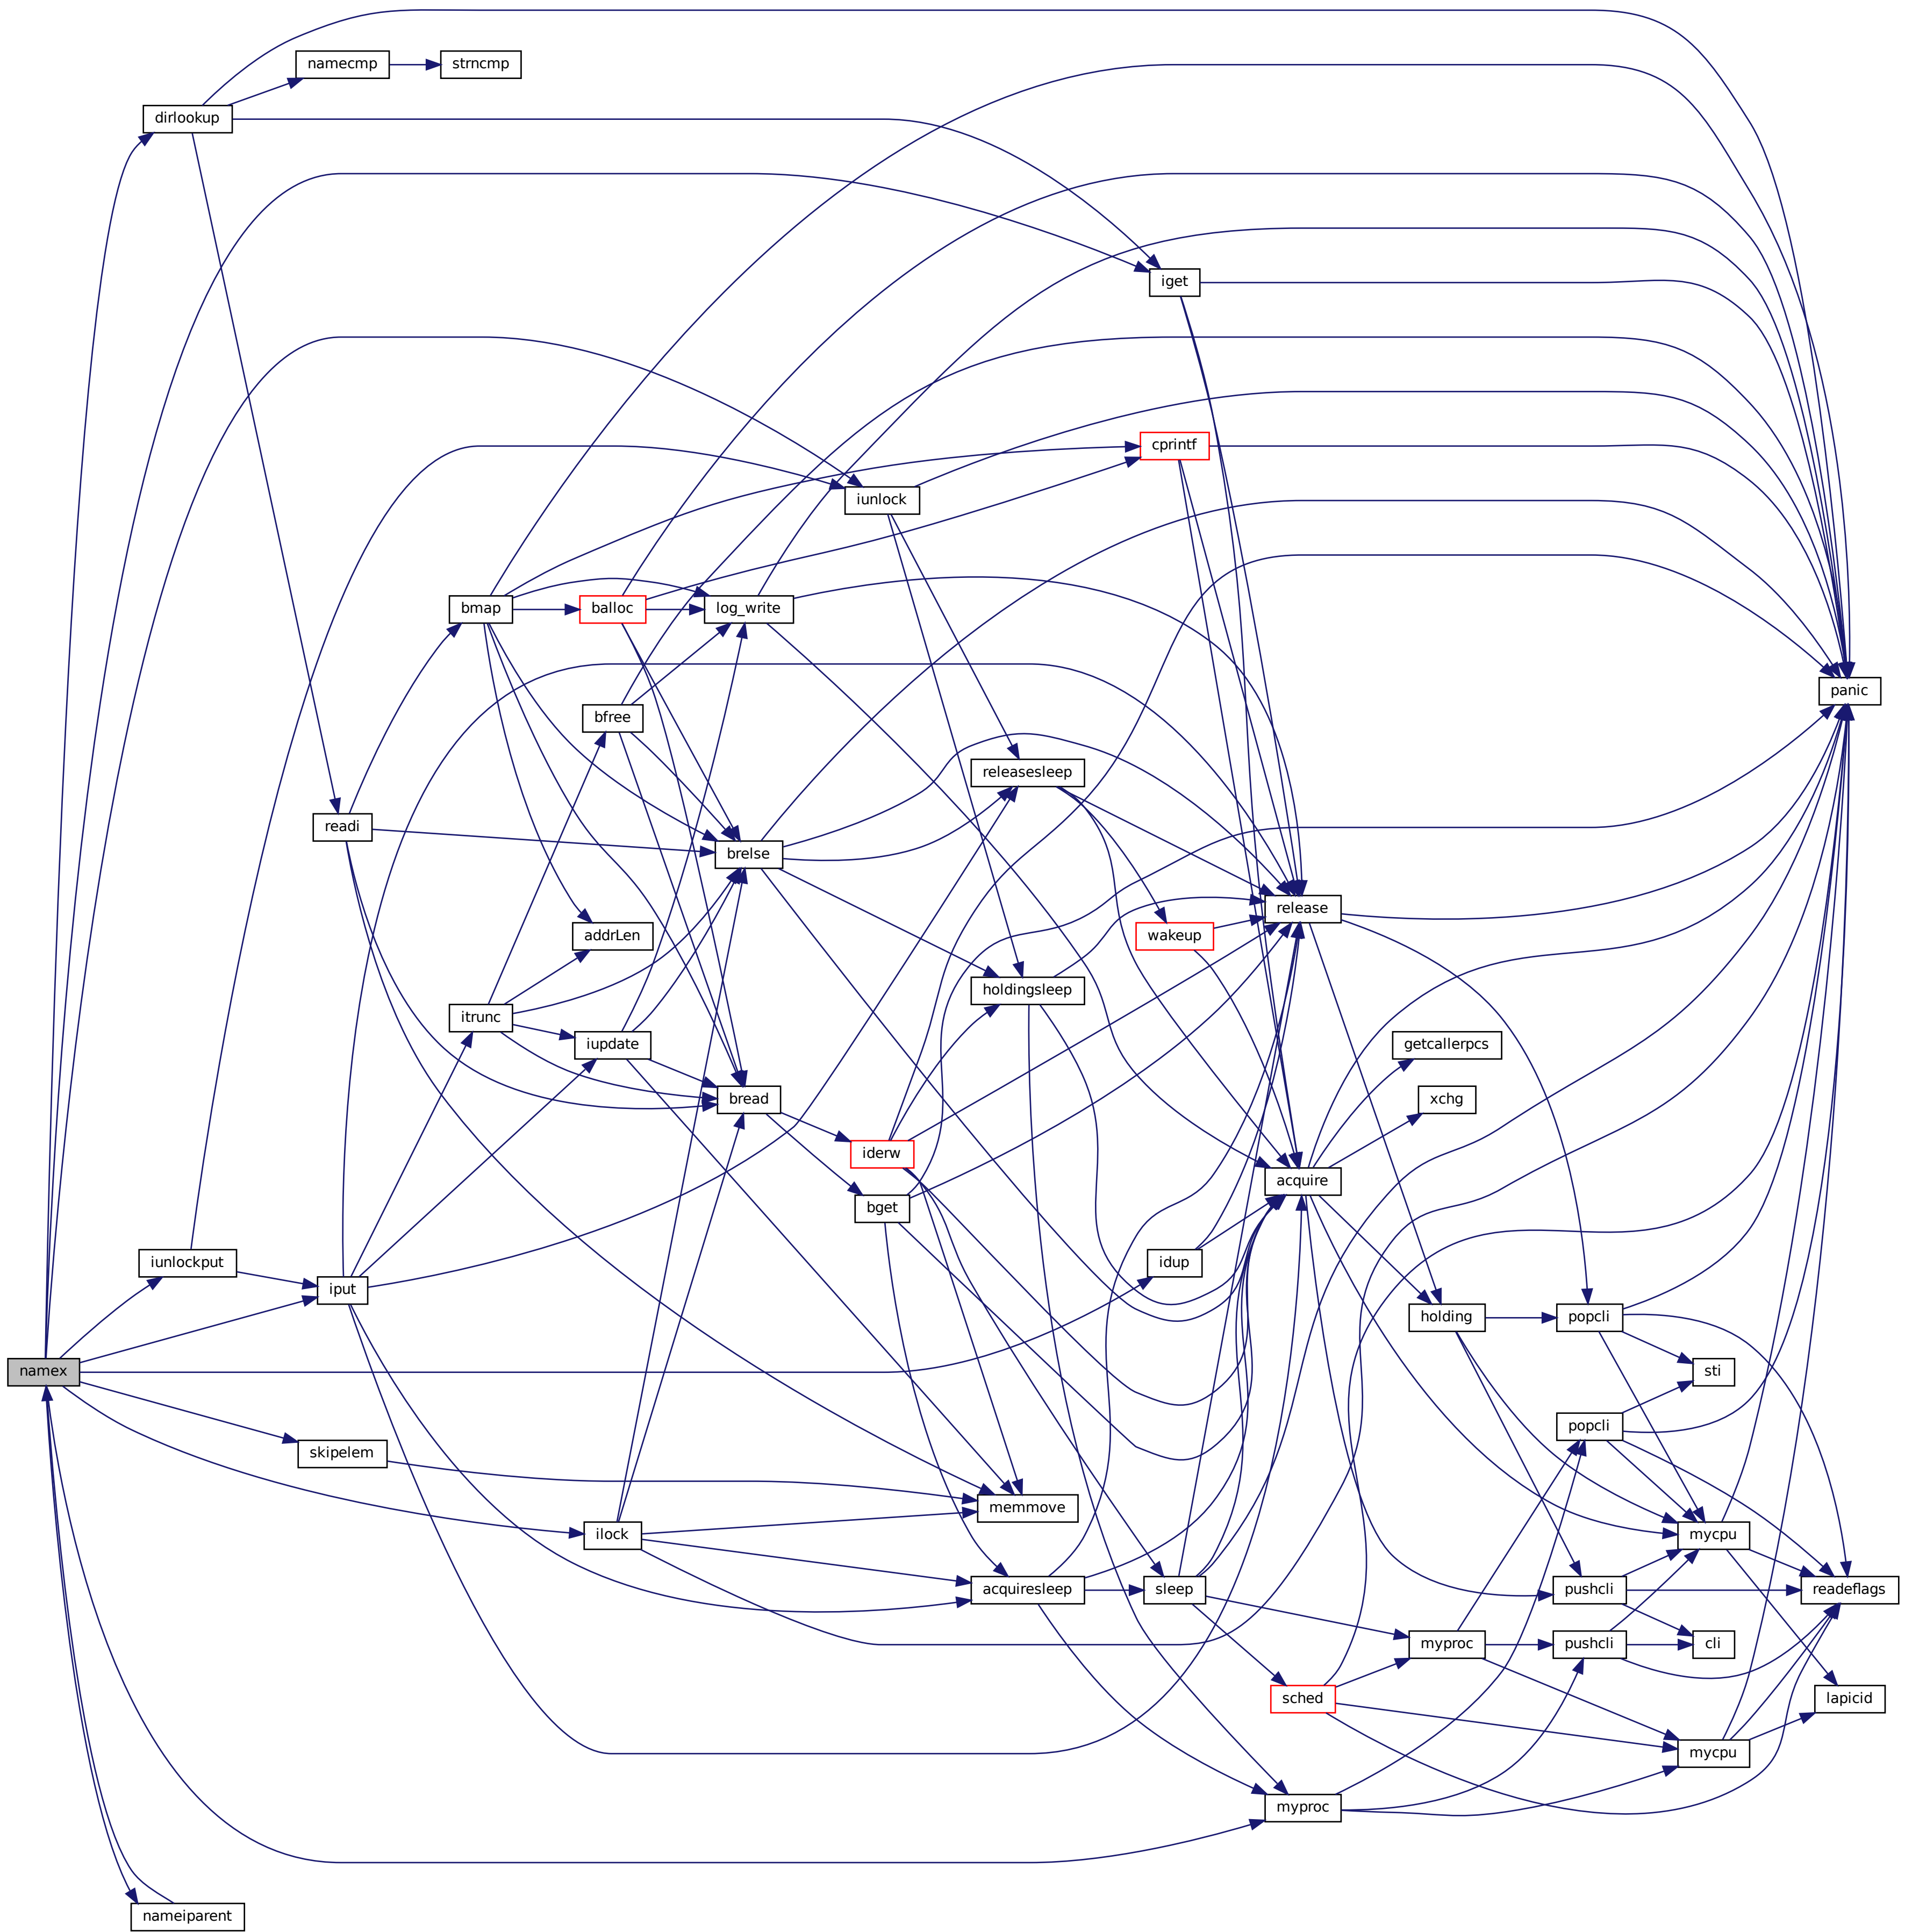 namecmp
strncmp
dirlookup
iget
cprintf
iunlock
bmap
balloc
log_write
panic
bfree
releasesleep
readi
brelse
release
addrLen
wakeup
holdingsleep
itrunc
iupdate
getcallerpcs
bread
xchg
iderw
acquire
bget
iunlockput
idup
iput
holding
popcli
namex
sti
popcli
skipelem
memmove
ilock
mycpu
acquiresleep
sleep
pushcli
readeflags
myproc
pushcli
cli
sched
lapicid
mycpu
myproc
nameiparent